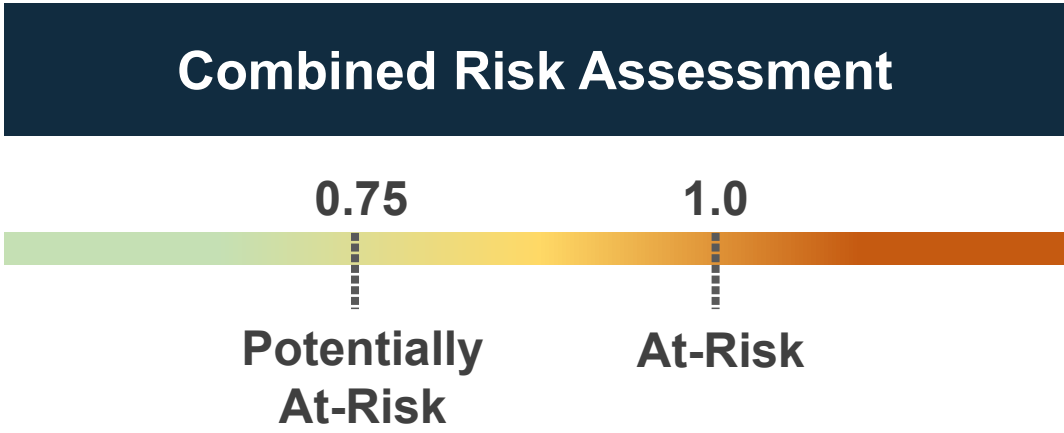 Combined Risk Assessment
0.75 1.0
Potentially
At-Risk
At-Risk